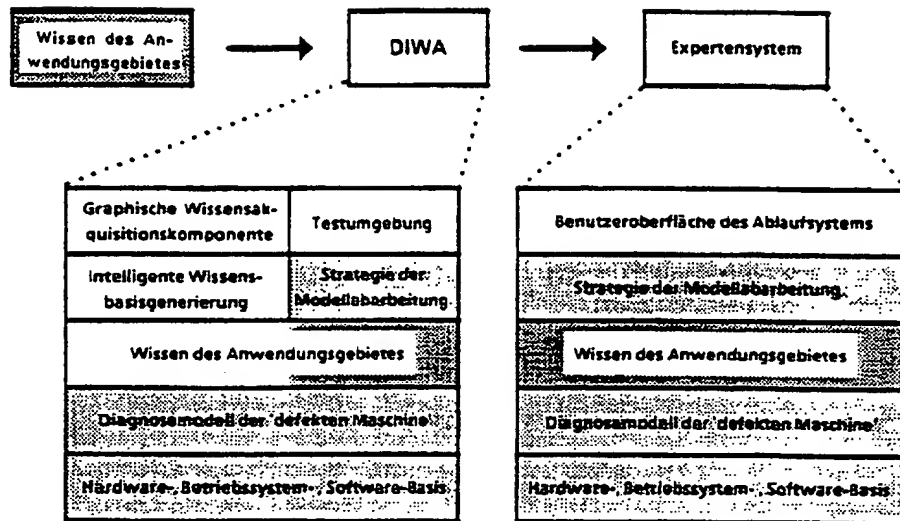 Wissen des An-
wendungsgebietes
DIWA
Expertensystem
Graphische Wissensak-
quisitionskomponente
Testumgebung
Intelligente Wissens-
basisgenerierung
Strategie der
Modellabarbeitung
Wissen des Anwendungsgebietes
Diagnosemodell der 'defekten Maschine'
Hardware-, Betriebssystem-, Software-Basis
Benutzeroberfläche des Ablaufsystems
Strategie der Modellabarbeitung
Wissen des Anwendungsgebietes
Diagnosemodell der 'defekten Maschine'
Hardware-, Betriebssystem-, Software-Basis